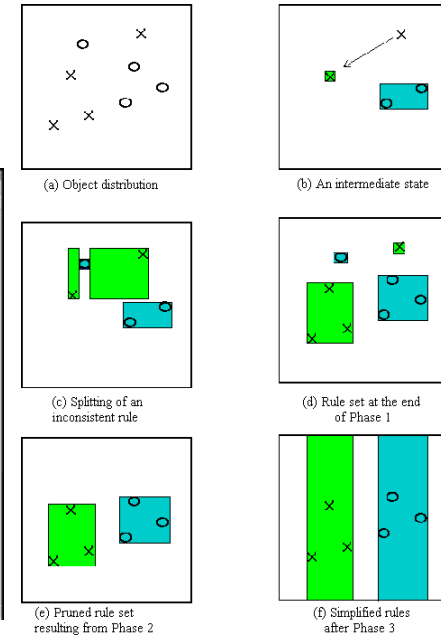 (a) Object distribution
(b) An intermediate state
(c) Splitting of an
inconsistent rule
(d) Rule set at the end
of Phase 1
(e) Pruned rule set
resulting from Phase 2
(f) Simplified rules
after Phase 3